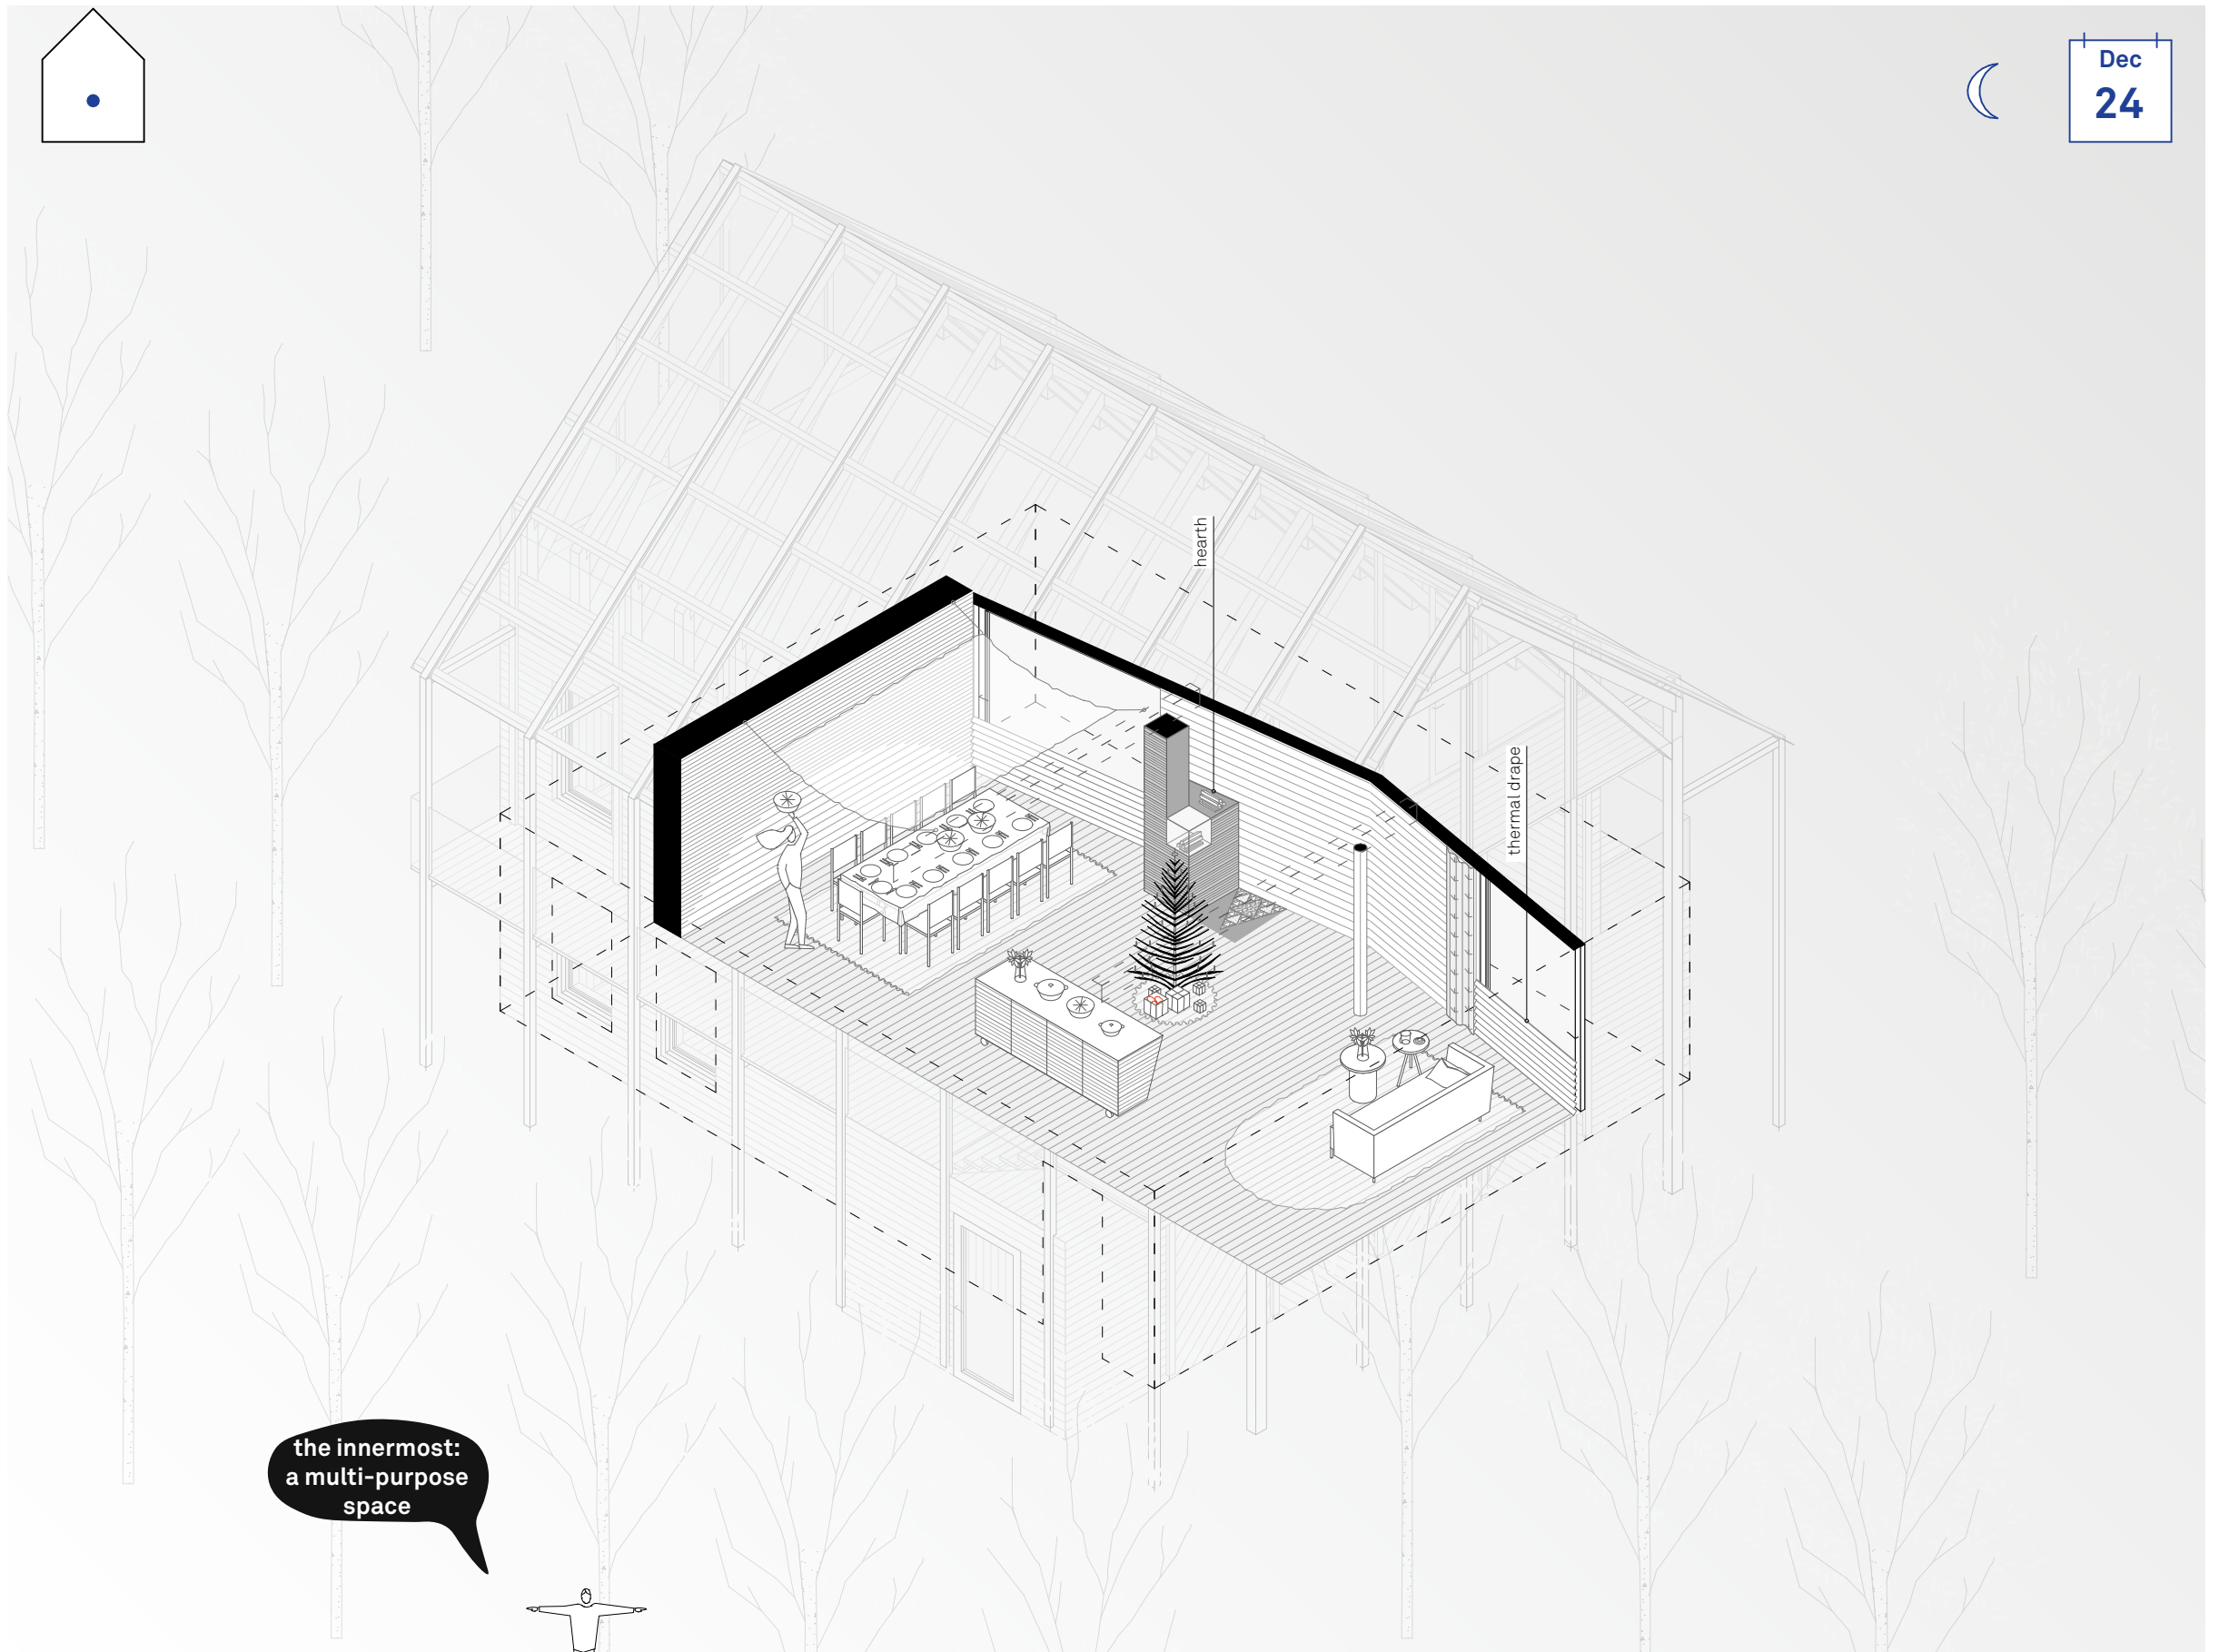 Dec
24
hearth
thermal drape
the innermost:
a multi-purpose
space